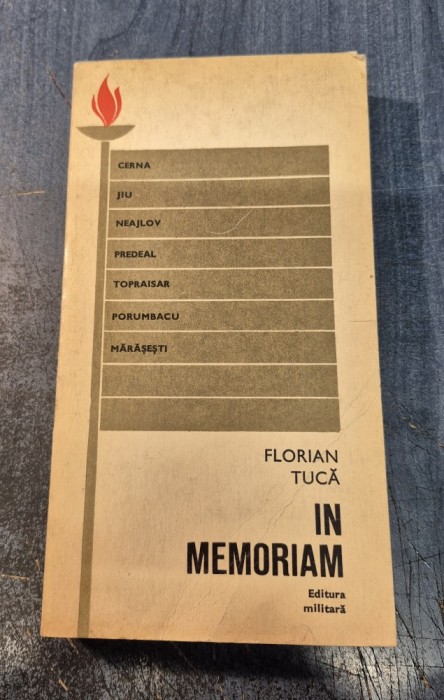 CERNA
JIU
NEAJLOV
PREDEAL
TOPRAISAR
PORUMBACU
MĂRĂȘEȘTI
FLORIAN
TUCĂ
IN
MEMORIAM
Editura
militară